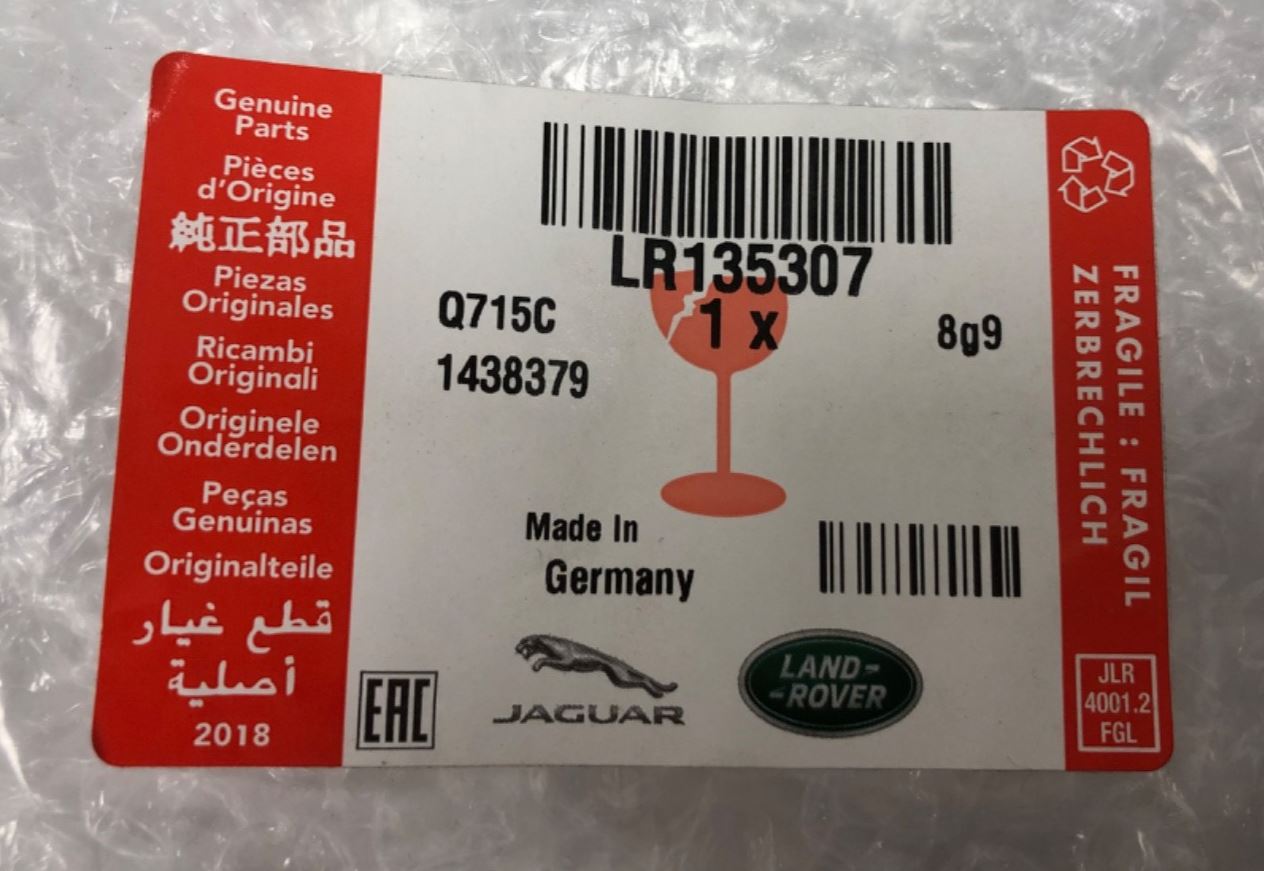 Genuine
Parts
Pièces
d'Origine
純正部品
Piezas
Originales
Ricambi
Originali
Originele
Onderdelen
Peças
Genuinas
Originalteile
قطع غيار
أصلية
2018
LR135307
1 x
Q715C
8g9
1438379
Made In
Germany
EAC
JAGUAR
LAND-
-ROVER
FRAGILE : FRAGIL
ZERBRECHLICH
JLR
4001.2
FGL